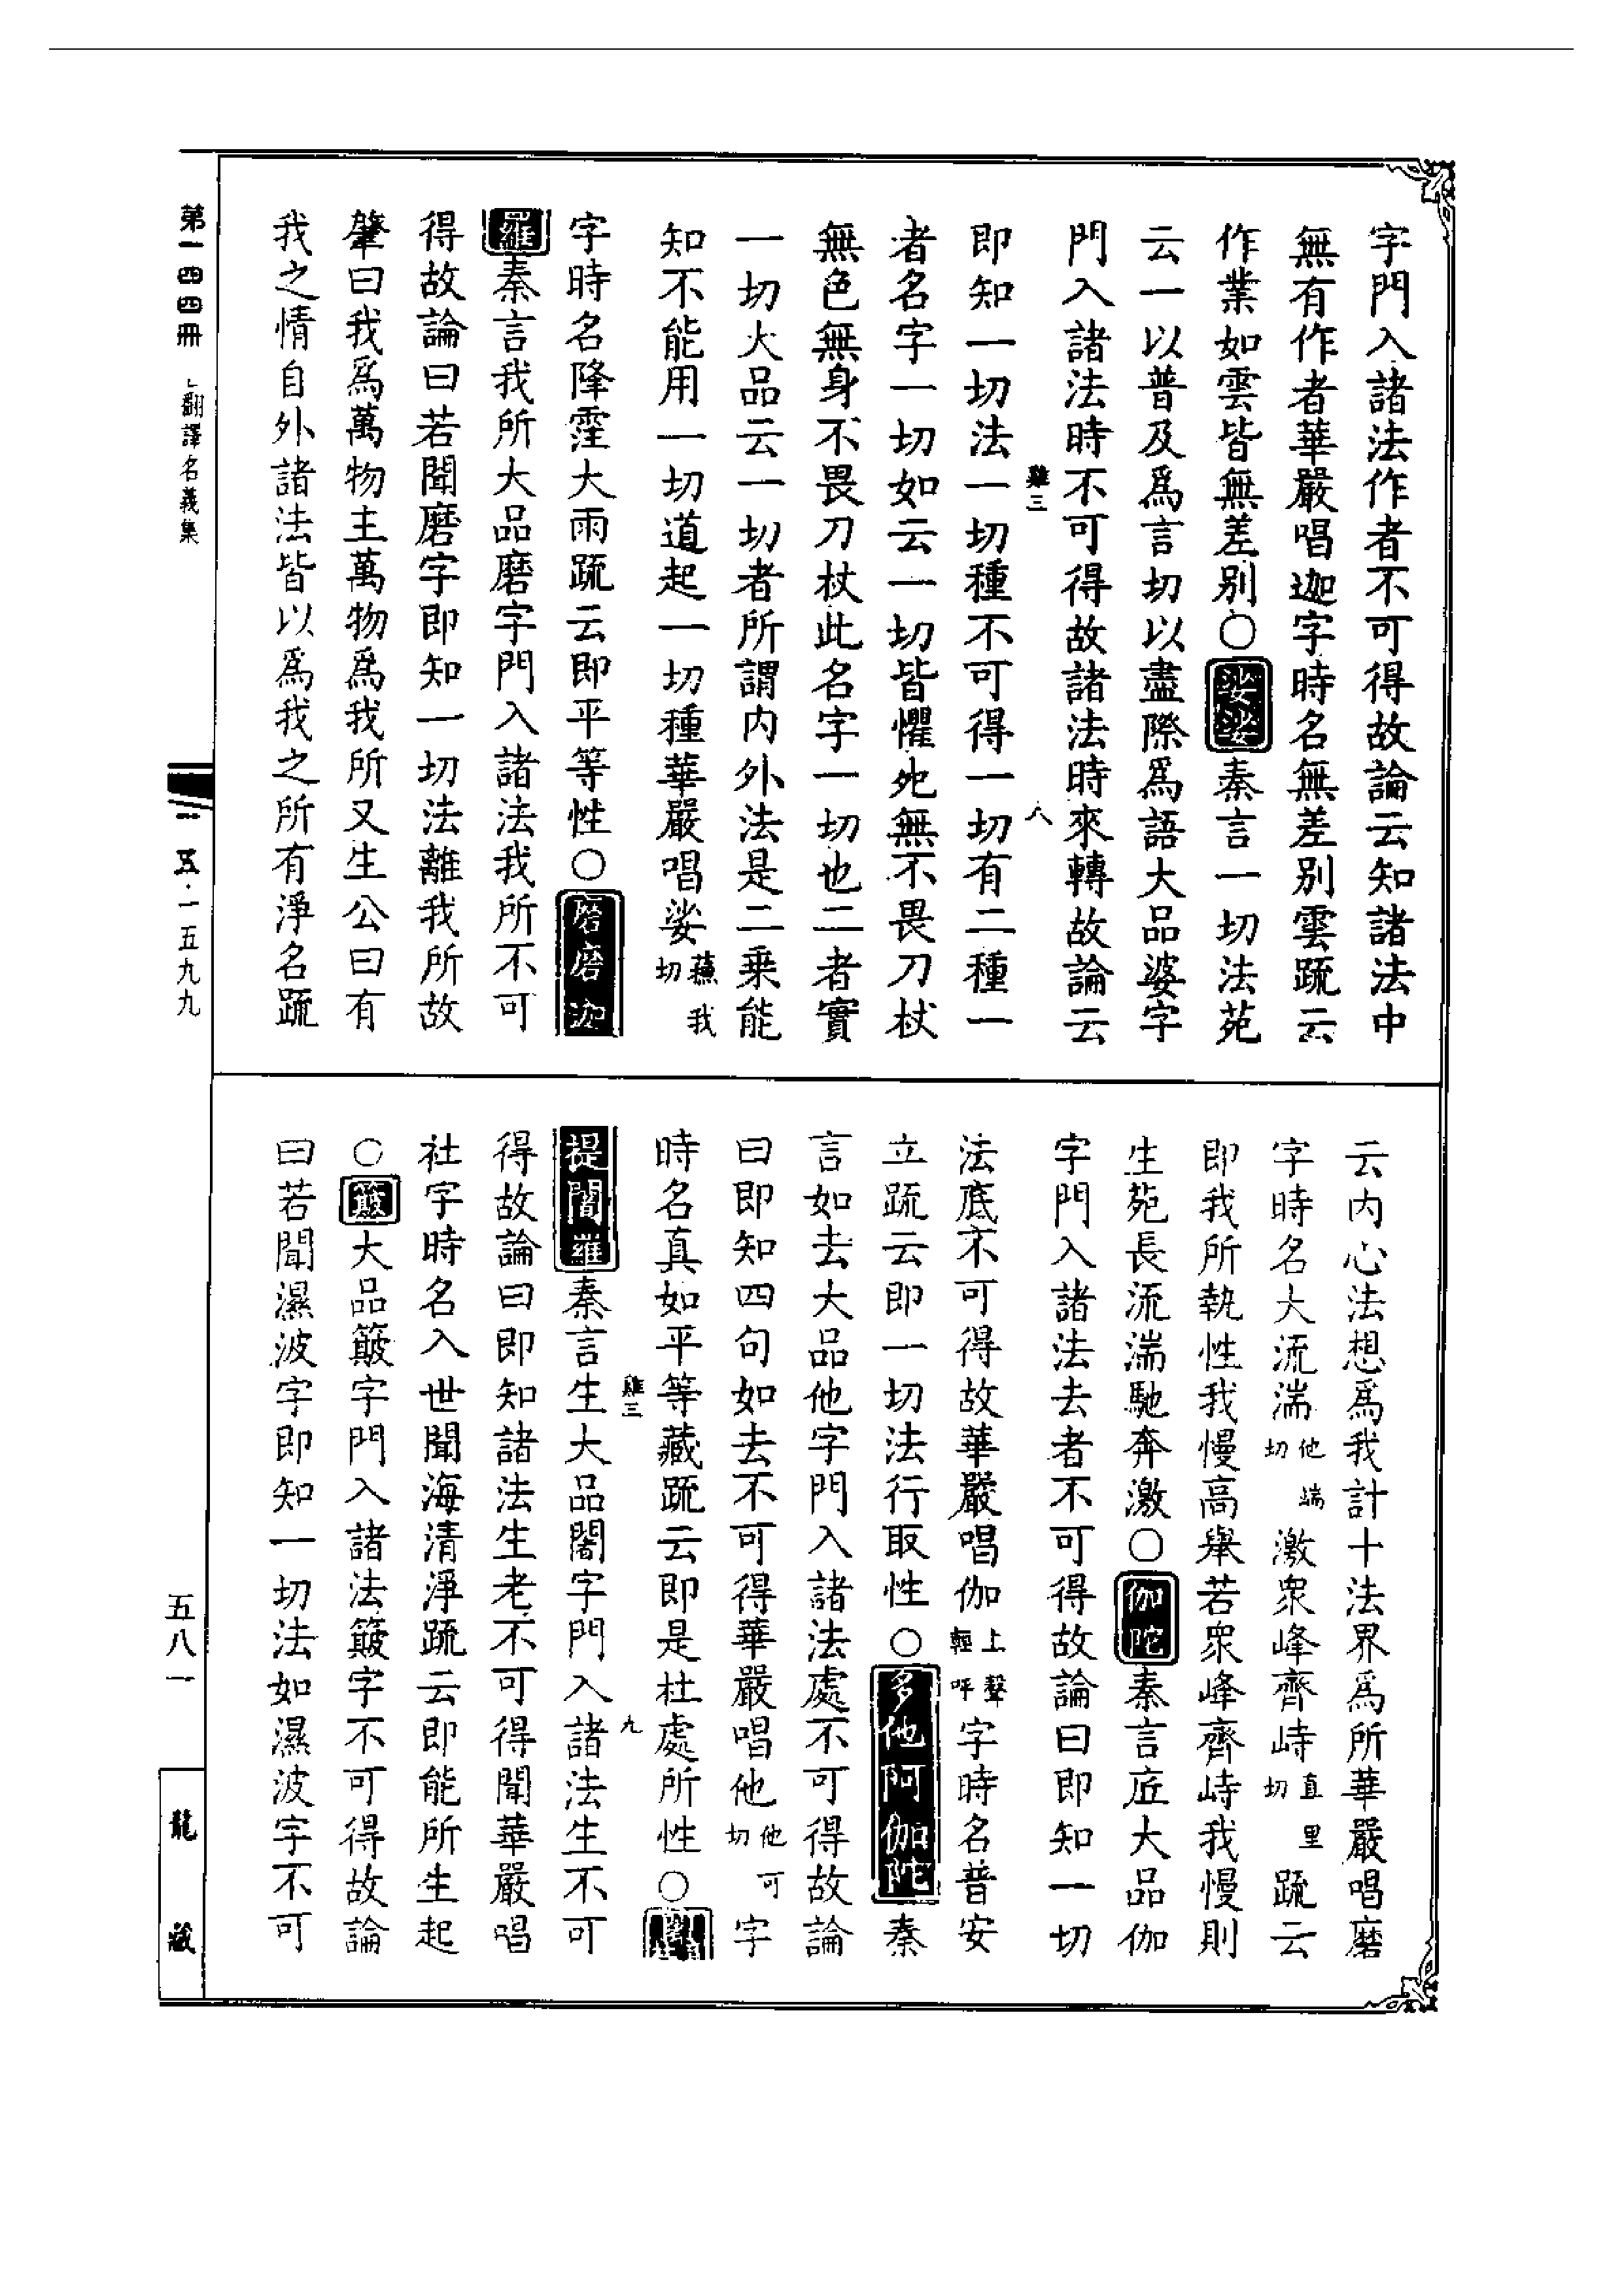 字門入諸法作者不可得故論云知諸法中
無有作者華嚴唱迦字時名無差別雲疏云
作業如雲皆無差別○娑娑秦言一切法苑
云一以普及爲言切以盡際爲語大品婆字
門入諸法時不可得故諸法時來轉故論云
雞三 八
即知一切法一切種不可得一切有二種一
者名字一切如云一切皆懼死無不畏刀杖
無色無身不畏刀杖此名字一切也二者實
一切大品云一切者所謂内外法是二乗能
知不能用一切道起一切種華嚴唱娑蘇我切
字時名降霔大雨疏云即平等性○磨磨迦
羅秦言我所大品磨字門入諸法我所不可
得故論曰若聞磨字即知一切法離我所故
肇曰我爲萬物主萬物爲我所又生公曰有
我之情自外諸法皆以爲我之所有淨名疏
云内心法想爲我計十法界爲所華嚴唱磨
字時名大流湍他端切激衆峰齊峙直里切疏云
即我所執性我慢高舉若衆峰齊峙我慢則
生苑長流湍馳奔激○伽陀秦言底大品伽
字門入諸法去者不可得故論曰即知一切
法底不可得故華嚴唱伽上聲輕呼字時名普安
立疏云即一切法行取性○多他阿伽陀秦
言如去大品他字門入諸法處不可得故論
曰即知四句如去不可得華嚴唱他他可切字
時名真如平等藏疏云即是杜處所性○
雞三 九
提闍羅秦言生大品闍字門入諸法生不可
得故論曰即知諸法生老不可得聞華嚴唱
社字時名入世聞海清淨疏云即能所生起
○簸大品簸字門入諸法簸字不可得故論
曰若聞濕波字即知一切法如濕波字不可
第一四四冊 翻譯名義集
五·一五九九
五八一
龍藏